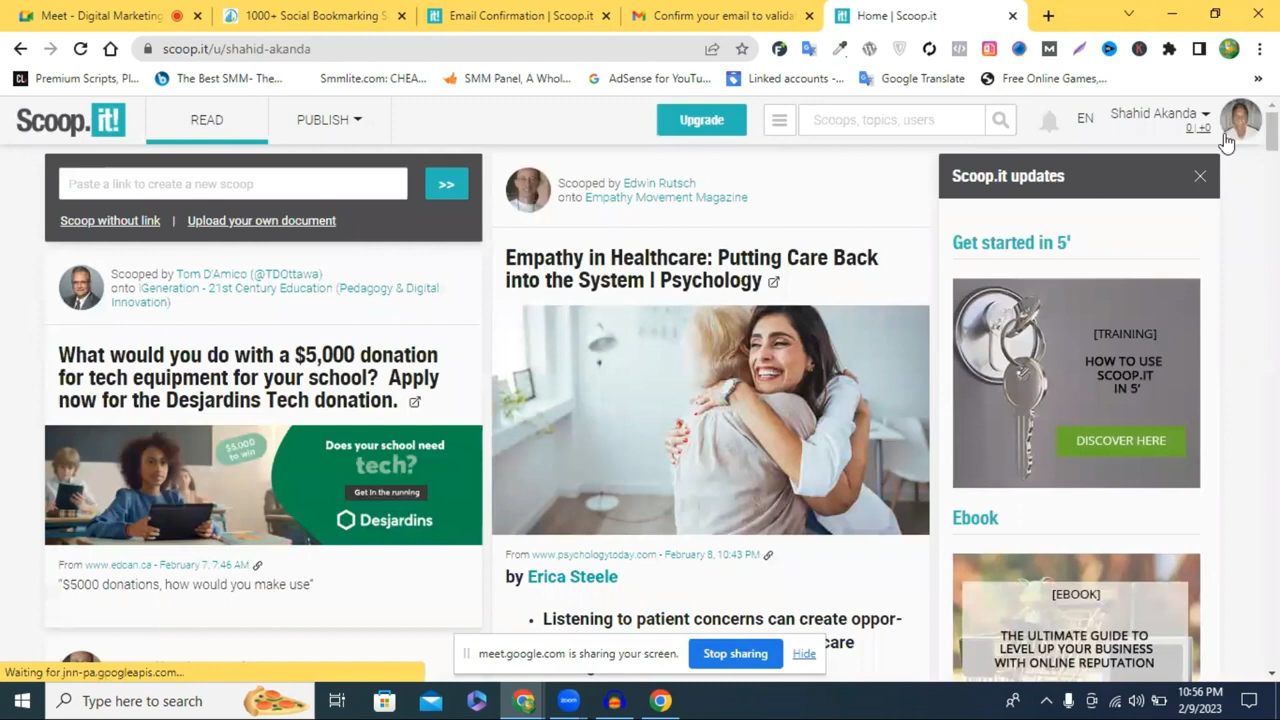 Meet - Digital Marketing
1000+ Social Bookmarking S
Email Confirmation | Scoop.it
Confirm your email to valida
Home | Scoop.it
scoop.it/u/shahid-akanda
Premium Scripts, Pl...
The Best SMM- The...
Smmlite.com: CHEA...
SMM Panel, A Whol...
AdSense for YouTu...
Linked accounts -...
Google Translate
Free Online Games,...
»
Scoop.it!
READ
PUBLISH
Upgrade
Scoops, topics, users
EN
Shahid Akanda
0 | +0
Paste a link to create a new scoop
>>
Scoop without link | Upload your own document
Scooped by Tom D'Amico (@TDOttawa)
onto iGeneration - 21st Century Education (Pedagogy & Digital
Innovation)
What would you do with a $5,000 donation
for tech equipment for your school? Apply
now for the Desjardins Tech donation.
$5,000
to win
Does your school need
tech?
Get in the running
Desjardins
From www.edcan.ca - February 7, 7:46 AM
"$5000 donations, how would you make use"
Scooped by Edwin Rutsch
onto Empathy Movement Magazine
Empathy in Healthcare: Putting Care Back
into the System | Psychology
From www.psychologytoday.com - February 8, 10:43 PM
by Erica Steele
• Listening to patient concerns can create oppor-
care
Scoop.it updates
Get started in 5'
[TRAINING]
HOW TO USE
SCOOP.IT
IN 5'
DISCOVER HERE
Ebook
[EBOOK]
THE ULTIMATE GUIDE TO
LEVEL UP YOUR BUSINESS
WITH ONLINE REPUTATION
meet.google.com is sharing your screen.
Stop sharing
Hide
Waiting for jnn-pa.googleapis.com...
Type here to search
zoom
10:56 PM
2/9/2023